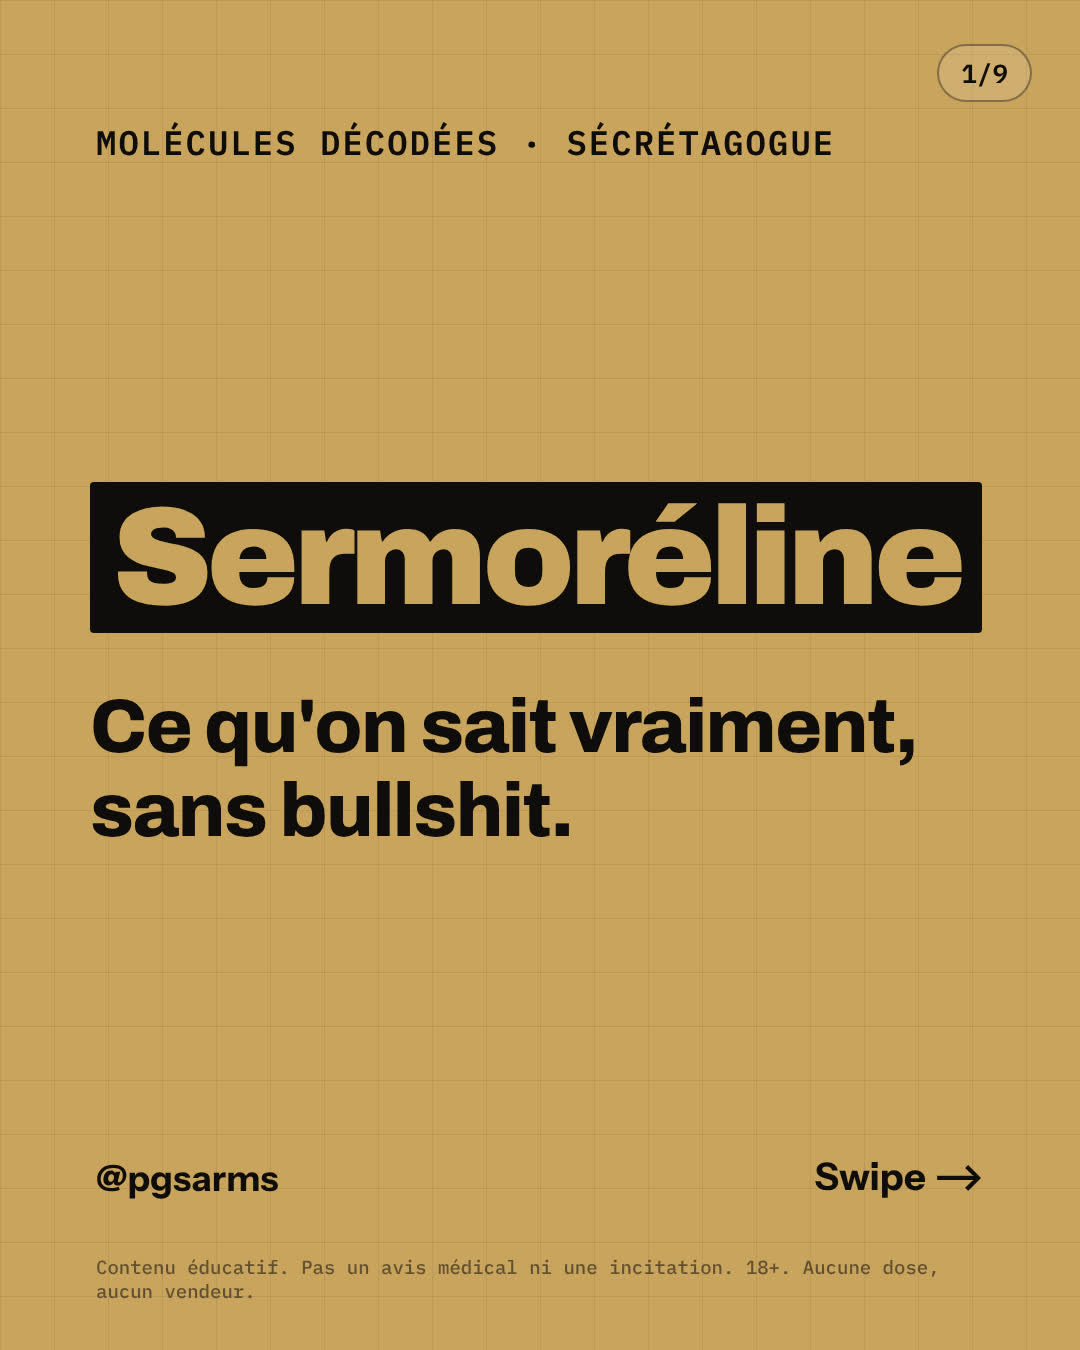 1/9
MOLÉCULES DÉCODÉES · SÉCRÉTAGOGUE
Sermoréline
Ce qu'on sait vraiment,
sans bullshit.
@pgsarms
Swipe →
Contenu éducatif. Pas un avis médical ni une incitation. 18+. Aucune dose,
aucun vendeur.